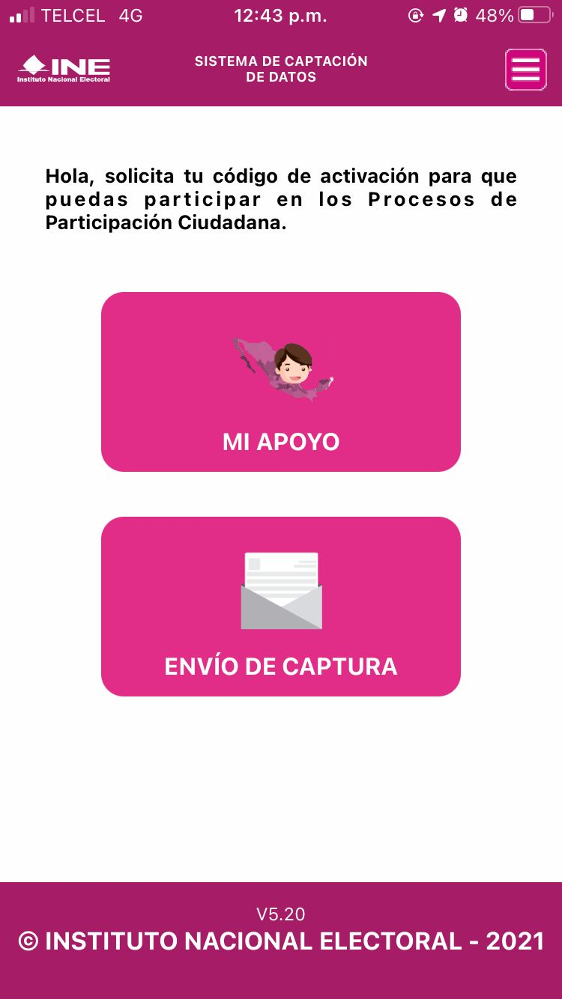 TELCEL 4G 12:43 p.m. 48%
INE
Instituto Nacional Electoral
SISTEMA DE CAPTACIÓN
DE DATOS
Hola, solicita tu código de activación para que
puedas participar en los Procesos de
Participación Ciudadana.
MI APOYO
ENVÍO DE CAPTURA
V5.20
© INSTITUTO NACIONAL ELECTORAL - 2021